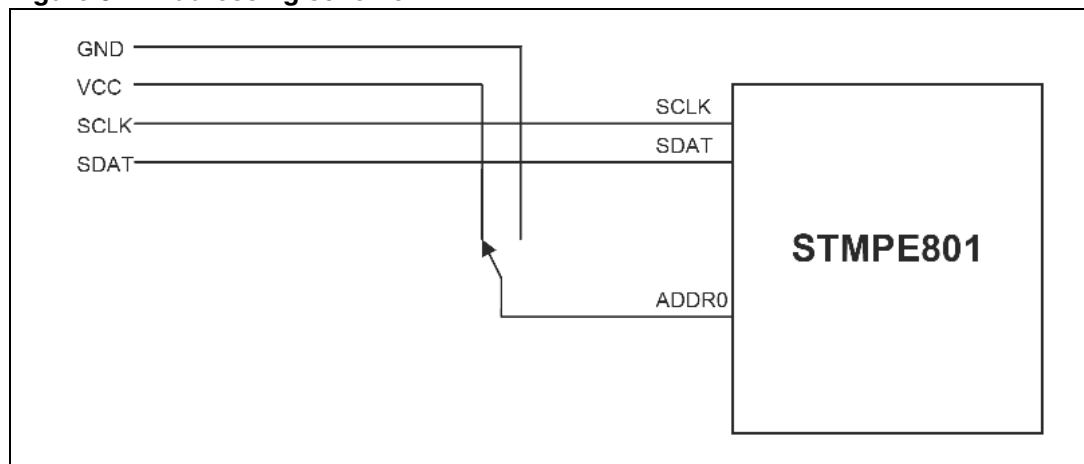 GND
VCC
SCLK
SDAT
SCLK
SDAT
STMPE801
ADDR0